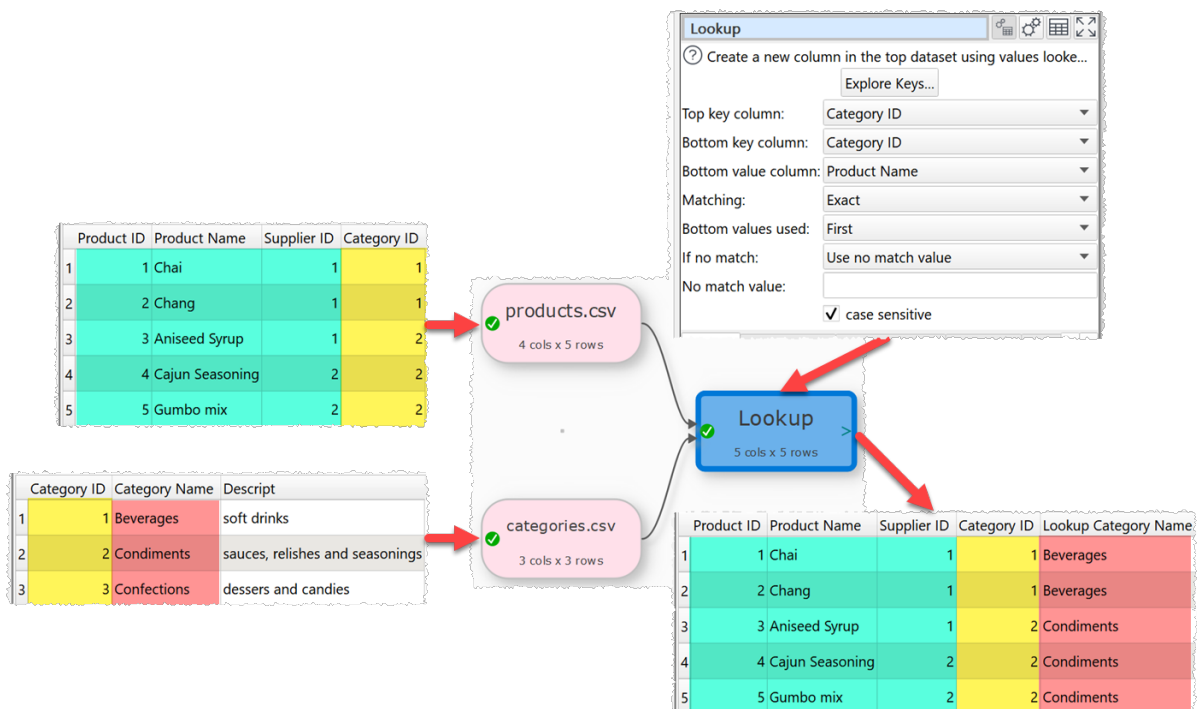 Lookup
Create a new column in the top dataset using values looke...
Explore Keys...
Top key column: Category ID
Bottom key column: Category ID
Bottom value column: Product Name
Matching: Exact
Bottom values used: First
If no match: Use no match value
No match value:
case sensitive
Product ID Product Name Supplier ID Category ID
1 1 Chai 1 1
2 2 Chang 1 1
3 3 Aniseed Syrup 1 2
4 4 Cajun Seasoning 2 2
5 5 Gumbo mix 2 2
products.csv
4 cols x 5 rows
Lookup
5 cols x 5 rows
Category ID Category Name Descript
1 1 Beverages soft drinks
2 2 Condiments sauces, relishes and seasonings
3 3 Confections dessers and candies
categories.csv
3 cols x 3 rows
Product ID Product Name Supplier ID Category ID Lookup Category Name
1 1 Chai 1 1 Beverages
2 2 Chang 1 1 Beverages
3 3 Aniseed Syrup 1 2 Condiments
4 4 Cajun Seasoning 2 2 Condiments
5 5 Gumbo mix 2 2 Condiments